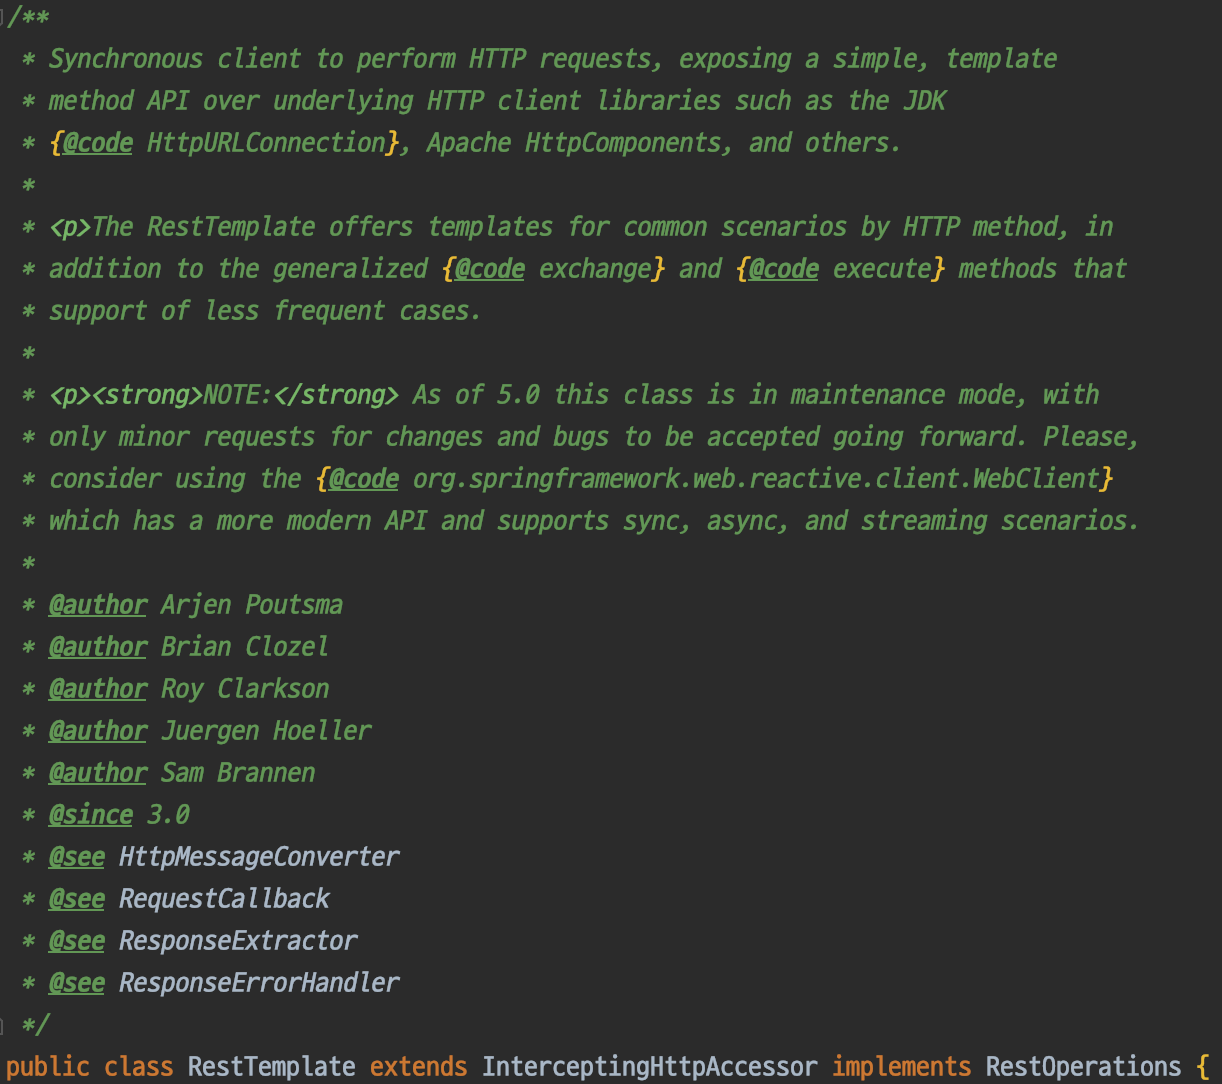 /**
* Synchronous client to perform HTTP requests, exposing a simple, template
* method API over underlying HTTP client libraries such as the JDK
* {@code HttpURLConnection}, Apache HttpComponents, and others.
*
* <p>The RestTemplate offers templates for common scenarios by HTTP method, in
* addition to the generalized {@code exchange} and {@code execute} methods that
* support of less frequent cases.
*
* <p><strong>NOTE:</strong> As of 5.0 this class is in maintenance mode, with
* only minor requests for changes and bugs to be accepted going forward. Please,
* consider using the {@code org.springframework.web.reactive.client.WebClient}
* which has a more modern API and supports sync, async, and streaming scenarios.
*
* @author Arjen Poutsma
* @author Brian Clozel
* @author Roy Clarkson
* @author Juergen Hoeller
* @author Sam Brannen
* @since 3.0
* @see HttpMessageConverter
* @see RequestCallback
* @see ResponseExtractor
* @see ResponseErrorHandler
*/
public class RestTemplate extends InterceptingHttpAccessor implements RestOperations {